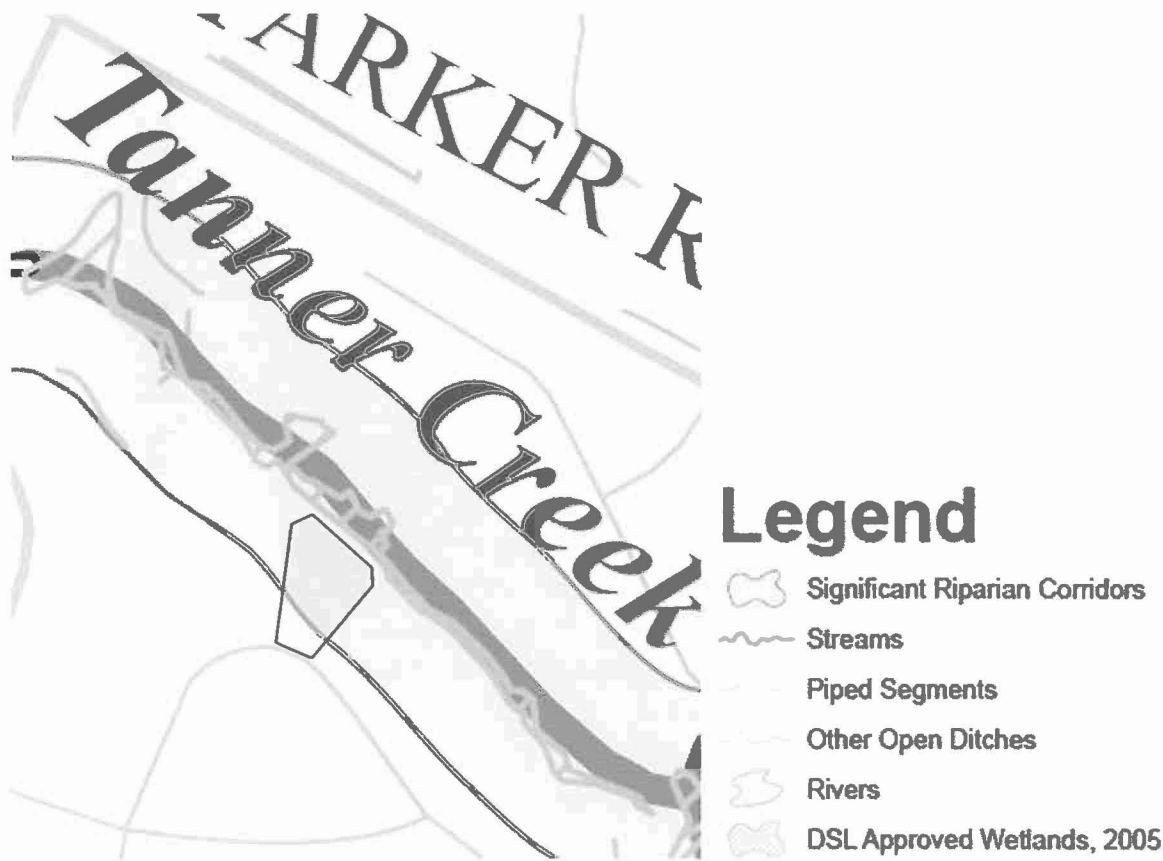 ARKER R
Tanner Creek
Legend
Significant Riparian Corridors
Streams
Piped Segments
Other Open Ditches
Rivers
DSL Approved Wetlands, 2005